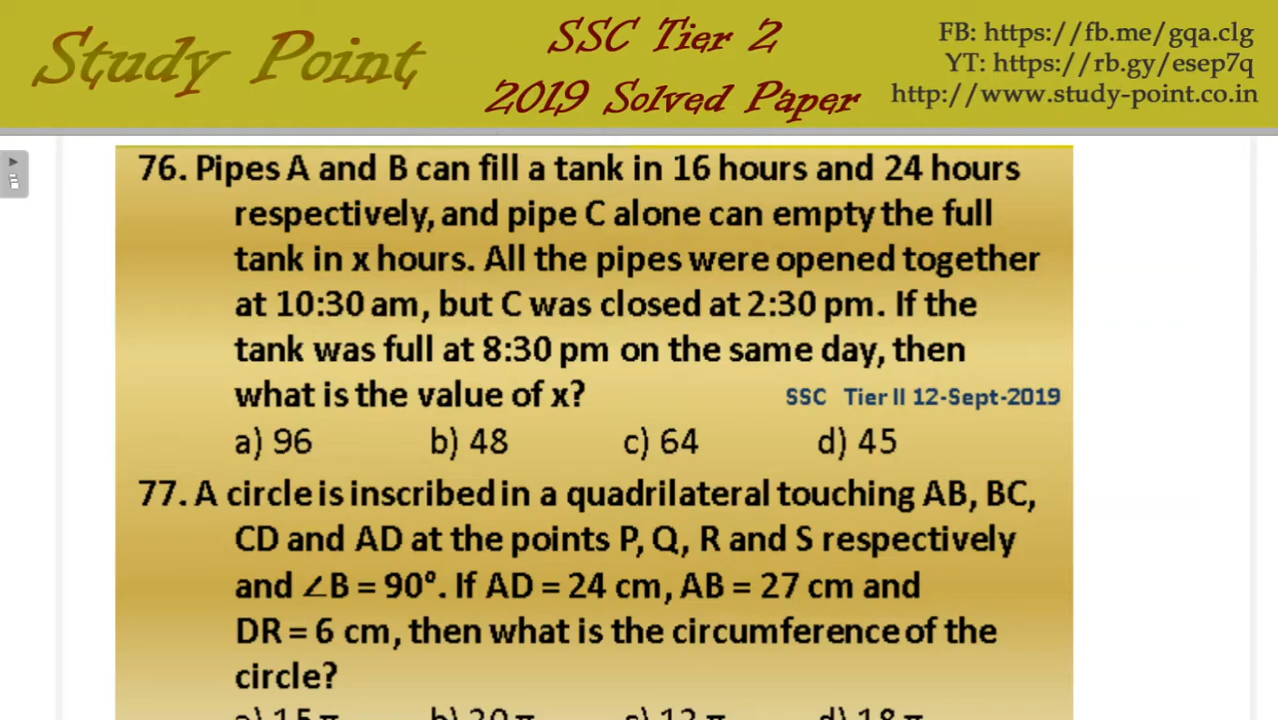 Study Point
SSC Tier 2
2019 Solved Paper
FB: https://fb.me/gqa.clg
YT: https://rb.gy/esep7q
http://www.study-point.co.in
76. Pipes A and B can fill a tank in 16 hours and 24 hours
respectively, and pipe C alone can empty the full
tank in x hours. All the pipes were opened together
at 10:30 am, but C was closed at 2:30 pm. If the
tank was full at 8:30 pm on the same day, then
what is the value of x?
SSC Tier II 12-Sept-2019
a) 96 b) 48 c) 64 d) 45
77. A circle is inscribed in a quadrilateral touching AB, BC,
CD and AD at the points P, Q, R and S respectively
and ∠B = 90º. If AD = 24 cm, AB = 27 cm and
DR = 6 cm, then what is the circumference of the
circle?
a) 15 π b) 20 π c) 12 π d) 18 π